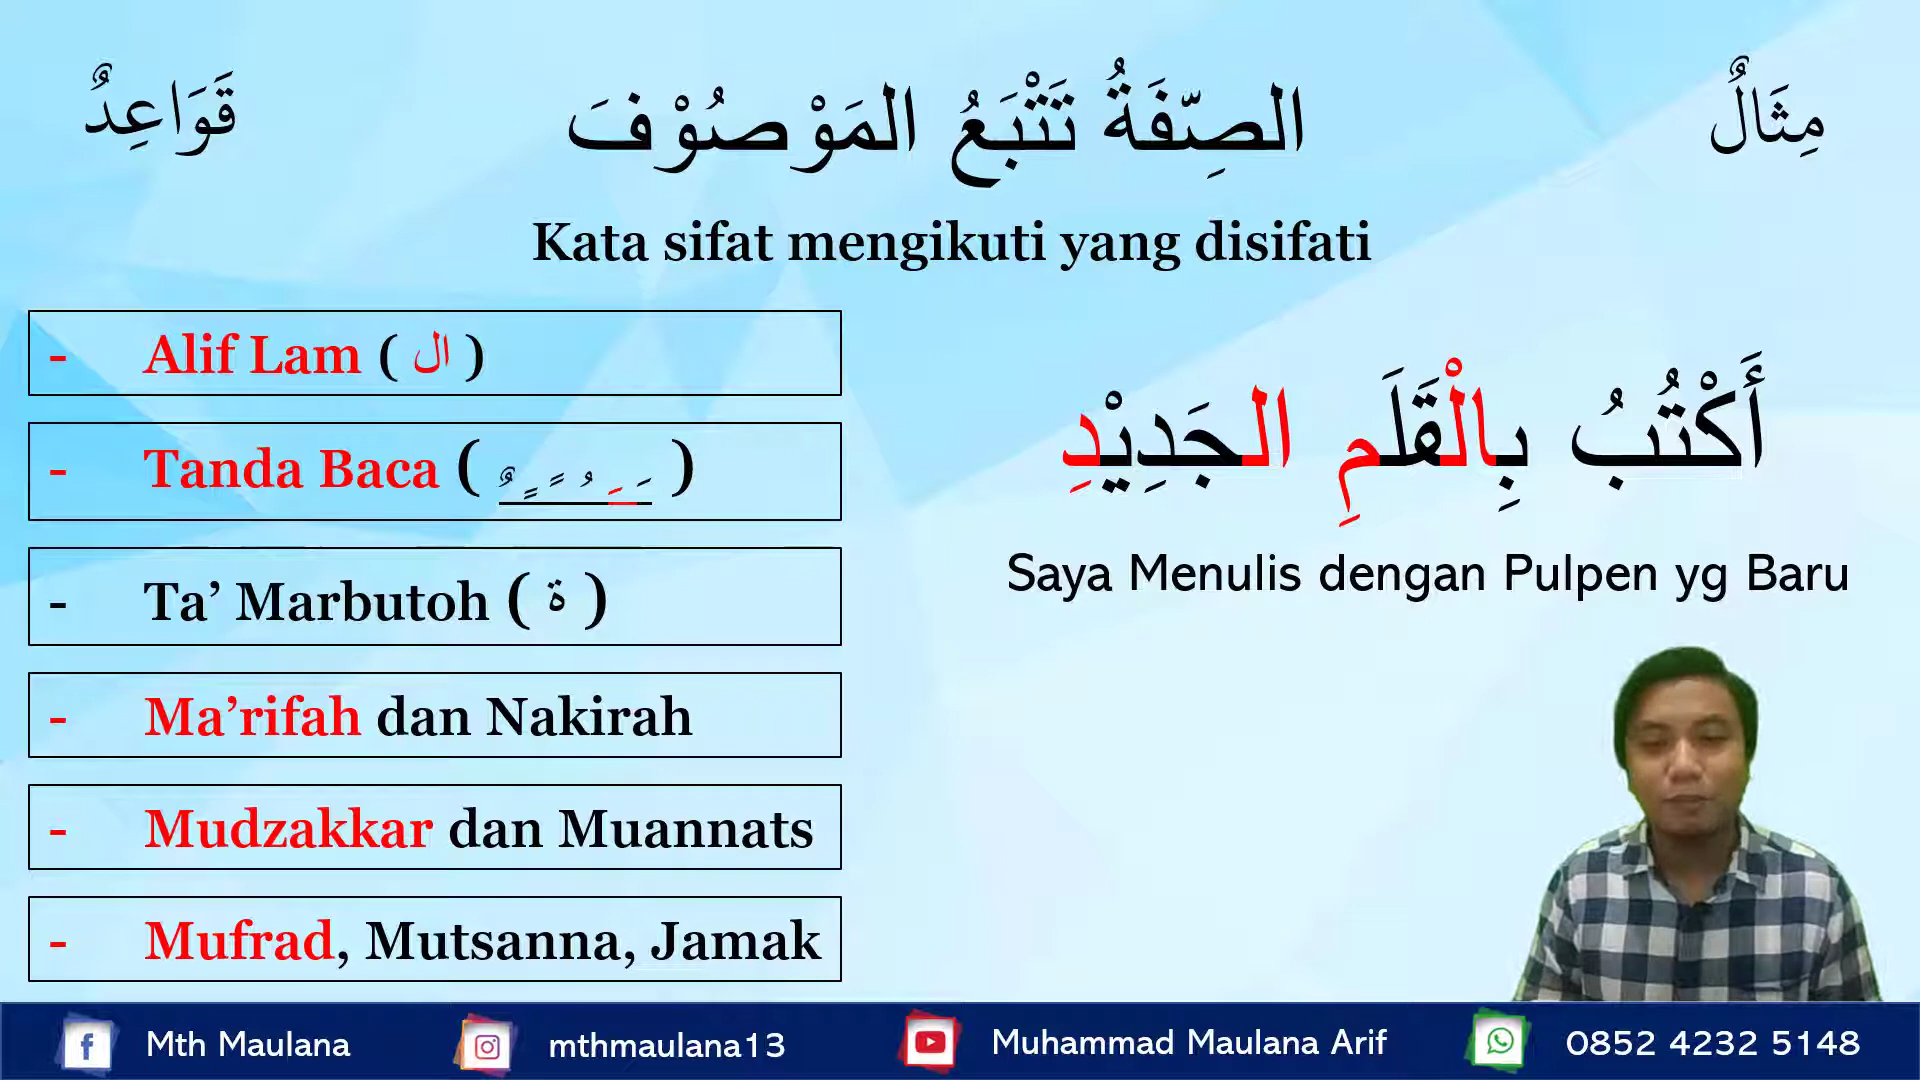 قَوَاعِدٌ
الصِّفَةُ تَتْبَعُ المَوْصُوْفَ
مِثَالٌ
Kata sifat mengikuti yang disifati
- Alif Lam ( ال )
- Tanda Baca ( َ َ ُ ً ٍ ٌ )
- Ta’ Marbutoh ( ة )
- Ma’rifah dan Nakirah
- Mudzakkar dan Muannats
- Mufrad, Mutsanna, Jamak
أَكْتُبُ بِالْقَلَمِ الجَدِيْدِ
Saya Menulis dengan Pulpen yg Baru
Mth Maulana
mthmaulana13
Muhammad Maulana Arif
0852 4232 5148